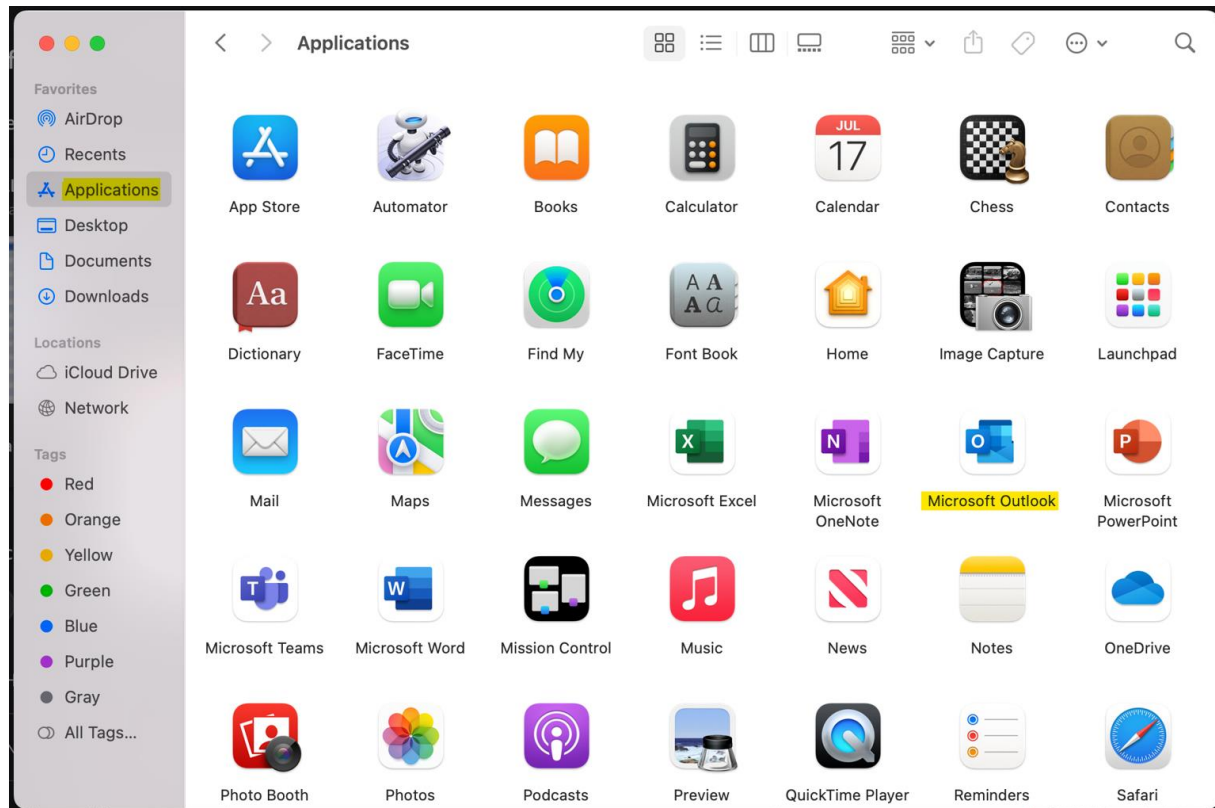 Applications
Favorites
AirDrop
Recents
Applications
Desktop
Documents
Downloads
Locations
iCloud Drive
Network
Tags
Red
Orange
Yellow
Green
Blue
Purple
Gray
All Tags...
JUL
17
App Store
Automator
Books
Calculator
Calendar
Chess
Contacts
Aa
A A
A a
Dictionary
FaceTime
Find My
Font Book
Home
Image Capture
Launchpad
X
N
O
P
Mail
Maps
Messages
Microsoft Excel
Microsoft
OneNote
Microsoft Outlook
Microsoft
PowerPoint
T
W
Microsoft Teams
Microsoft Word
Mission Control
Music
News
Notes
OneDrive
Photo Booth
Photos
Podcasts
Preview
QuickTime Player
Reminders
Safari